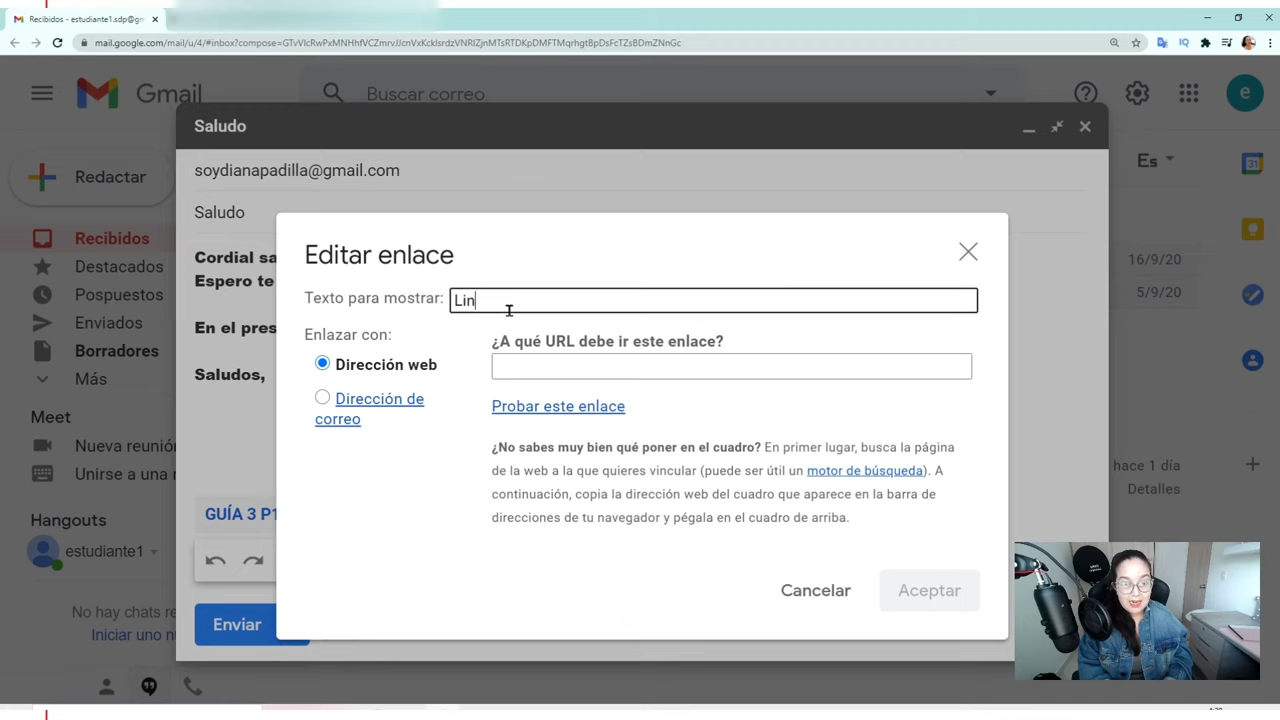 Recibidos - estudiante1.sdp@gm
mail.google.com/mail/u/4/#inbox?compose=GTvVlcRwPxMNHhfVCZmrvJJcnVxKcklsrdzVNRlZjnMTsRTDKpDMFTMqrhgtBpDsFcTZsBDmZNnGc
Gmail
Buscar correo
Saludo
soydianapadilla@gmail.com
Es
Redactar
Saludo
Recibidos
Destacados
Pospuestos
Enviados
Borradores
Más
Cordial sa
Espero te
En el pres
Saludos,
16/9/20
5/9/20
Editar enlace
Texto para mostrar: Lin
Enlazar con:
Dirección web
Dirección de
correo
¿A qué URL debe ir este enlace?
Probar este enlace
¿No sabes muy bien qué poner en el cuadro? En primer lugar, busca la página
de la web a la que quieres vincular (puede ser útil un motor de búsqueda). A
continuación, copia la dirección web del cuadro que aparece en la barra de
direcciones de tu navegador y pégala en el cuadro de arriba.
Cancelar
Aceptar
Meet
Nueva reunió
Unirse a una r
hace 1 día
Detalles
Hangouts
estudiante1
GUÍA 3 P1
No hay chats re
Iniciar uno nu
Enviar
e
31